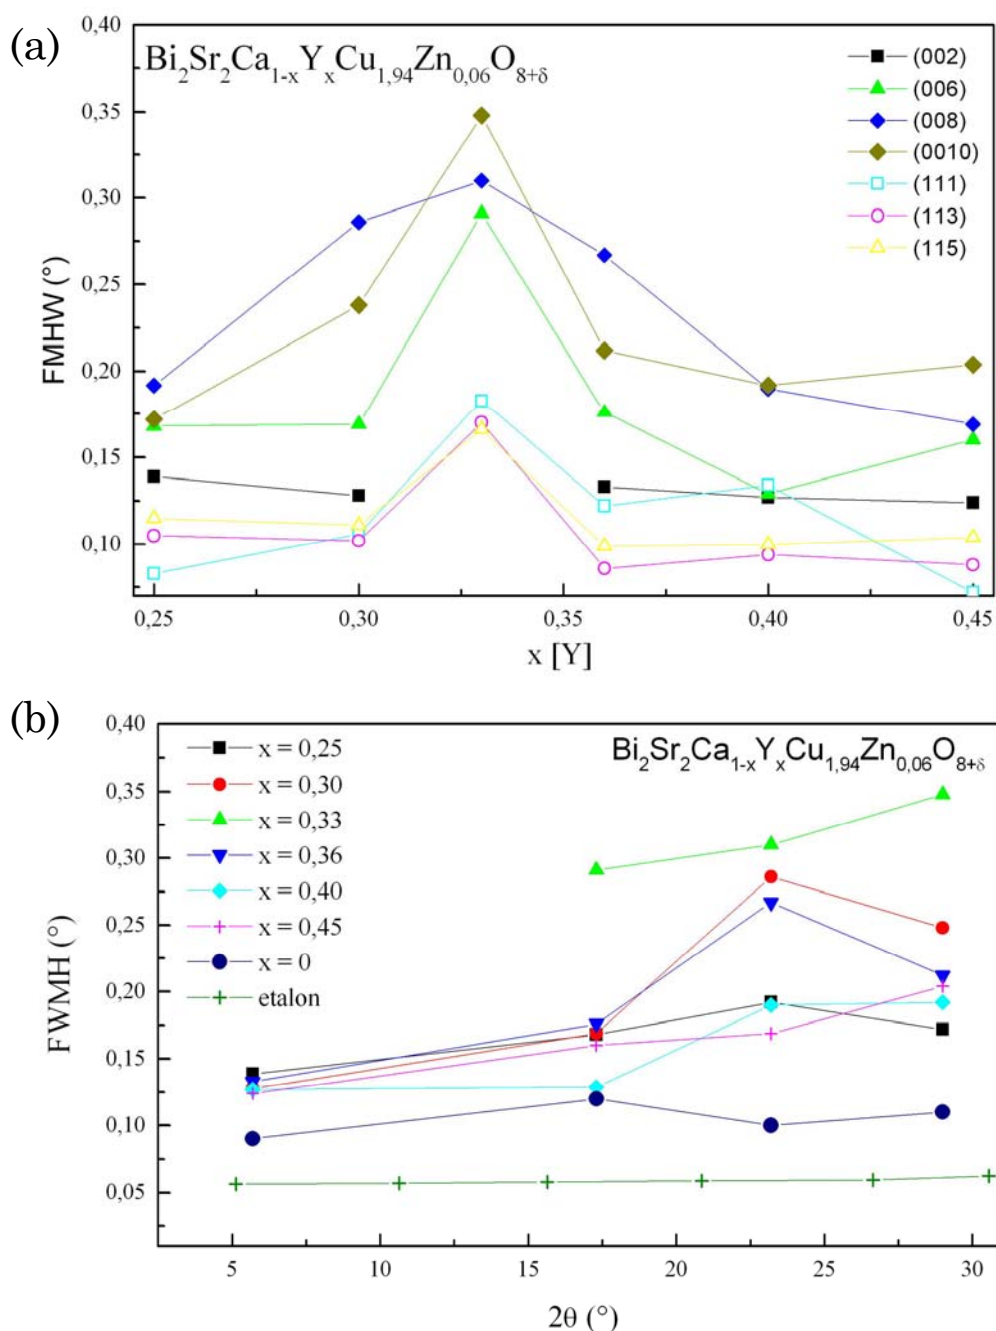 (a)
Bi2Sr2Ca1-xYxCu1,94Zn0,06O8+δ
(002)
(006)
(008)
(0010)
(111)
(113)
(115)
0,40
0,35
0,30
0,25
0,20
0,15
0,10
FMHW (°)
0,25 0,30 0,35 0,40 0,45
x [Y]
(b)
Bi2Sr2Ca1-xYxCu1,94Zn0,06O8+δ
x = 0,25
x = 0,30
x = 0,33
x = 0,36
x = 0,40
x = 0,45
x = 0
etalon
0,40
0,35
0,30
0,25
0,20
0,15
0,10
0,05
FWMH (°)
5 10 15 20 25 30
2θ (°)